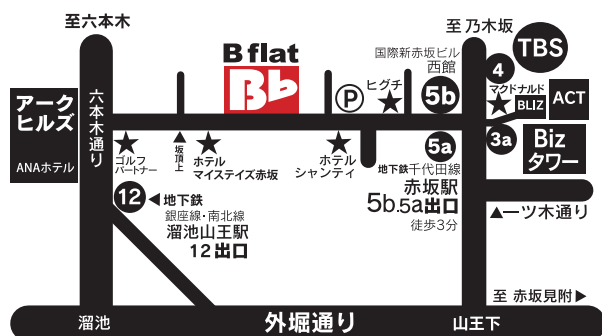 至六本木
B flat
Bb
国際新赤坂ビル
西館
至 乃木坂
TBS
4
マクドナルド
BLIZ
ACT
アーク
ヒルズ
ANAホテル
六本木通り
P
ヒグチ
5b
3a
Biz
タワー
ゴルフ
パートナー
▲坂頂上
ホテル
マイステイズ赤坂
ホテル
シャンティ
5a
地下鉄千代田線
赤坂駅
5b.5a出口
徒歩3分
12
◀地下鉄
銀座線・南北線
溜池山王駅
12出口
▲一ツ木通り
至 赤坂見附▶
溜池
外堀通り
山王下